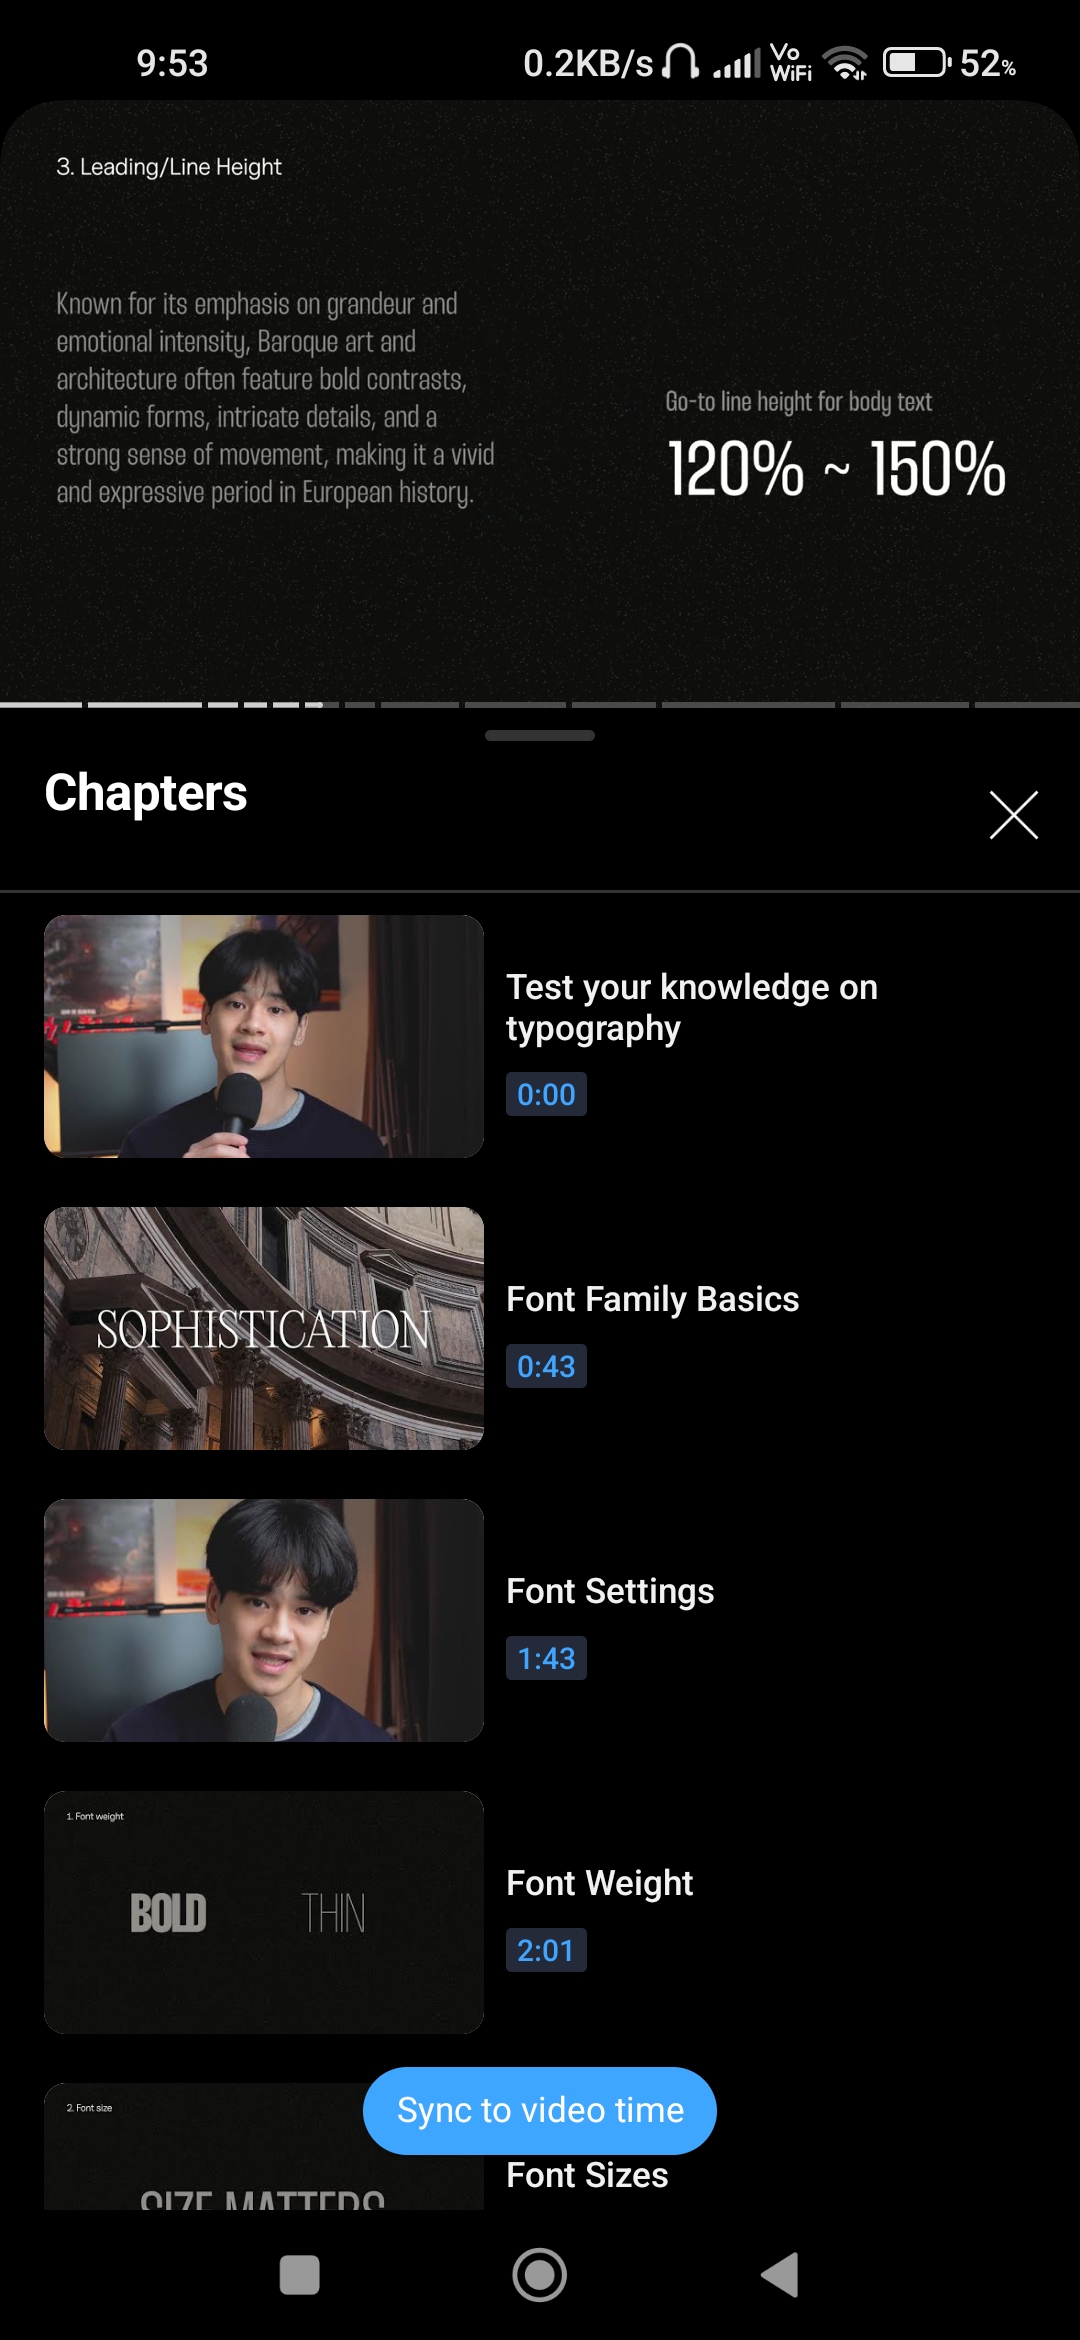 9:53
0.2KB/s
Vo
WiFi
52%
3. Leading/Line Height
Known for its emphasis on grandeur and
emotional intensity, Baroque art and
architecture often feature bold contrasts,
dynamic forms, intricate details, and a
strong sense of movement, making it a vivid
and expressive period in European history.
Go-to line height for body text
120% ~ 150%
Chapters
Test your knowledge on
typography
0:00
SOPHISTICATION
Font Family Basics
0:43
Font Settings
1:43
1. Font weight
BOLD
THIN
Font Weight
2:01
2. Font size
SIZE MATTERS
Sync to video time
Font Sizes